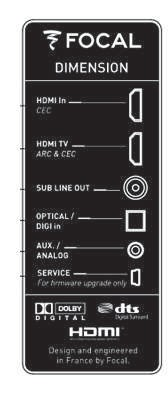 FOCAL
DIMENSION
HDMI In
CEC
HDMI TV
ARC & CEC
SUB LINE OUT
OPTICAL /
DIGI in
AUX. /
ANALOG
SERVICE
For firmware upgrade only
DOLBY
DIGITAL
dts
Digital Surround
HDMI
Design and engineered
in France by Focal.